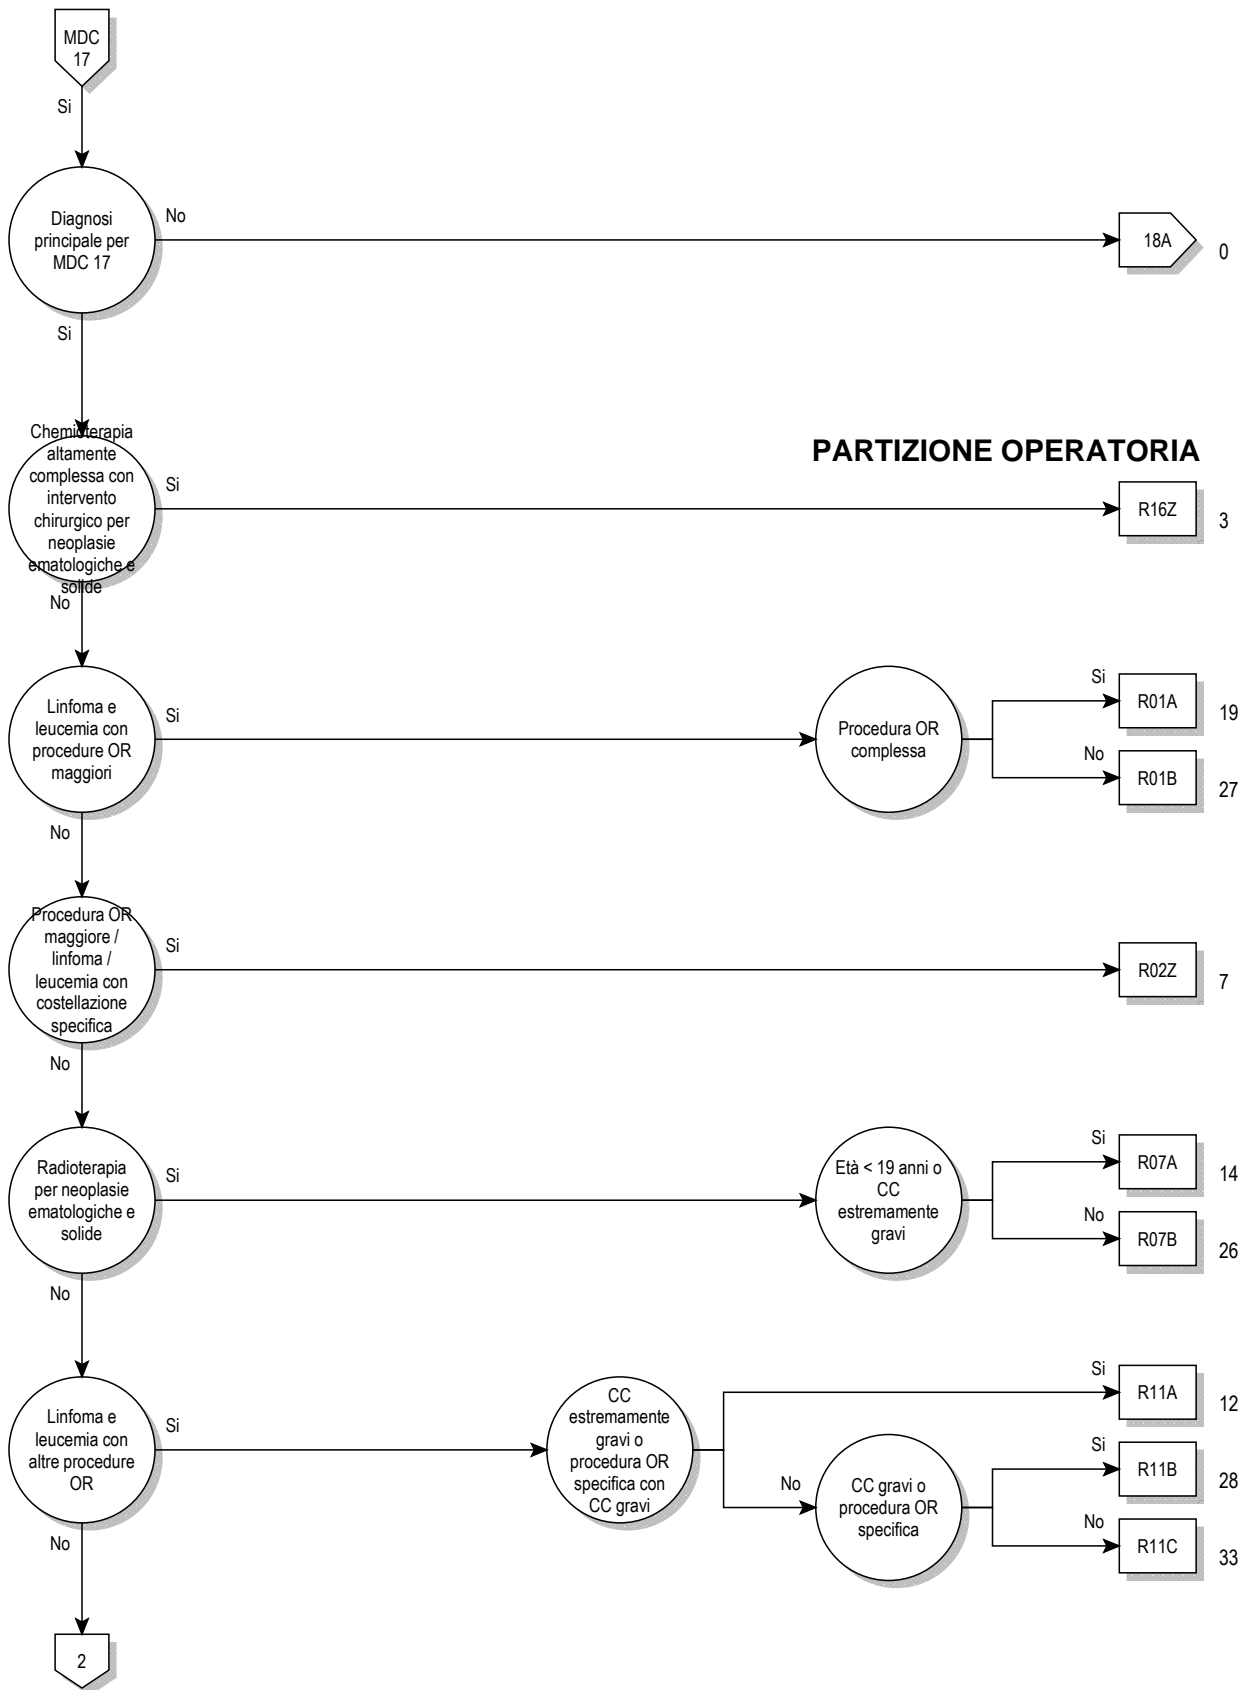 MDC
17
Si
Diagnosi
principale per
MDC 17
No
18A
0
Si
PARTIZIONE OPERATORIA
Chemioterapia
altamente
complessa con
intervento
chirurgico per
neoplasie
ematologiche e
solide
Si
R16Z
3
No
Linfoma e
leucemia con
procedure OR
maggiori
Si
Procedura OR
complessa
Si
R01A
19
No
R01B
27
No
Procedura OR
maggiore /
linfoma /
leucemia con
costellazione
specifica
Si
R02Z
7
No
Radioterapia
per neoplasie
ematologiche e
solide
Si
Età < 19 anni o
CC
estremamente
gravi
Si
R07A
14
No
R07B
26
No
Linfoma e
leucemia con
altre procedure
OR
Si
CC
estremamente
gravi o
procedura OR
specifica con
CC gravi
Si
R11A
12
No
CC gravi o
procedura OR
specifica
Si
R11B
28
No
R11C
33
No
2